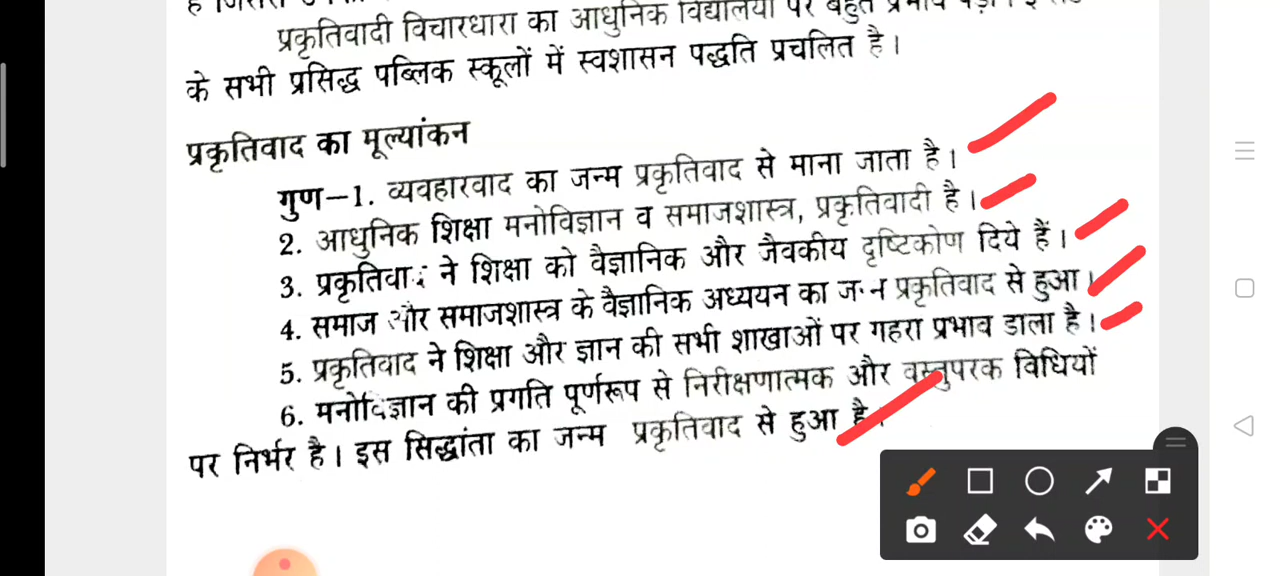 प्रकृतिवादी विचारधारा का आधुनिक विद्यालयों पर बहुत प्रभाव पड़ा।
के सभी प्रसिद्ध पब्लिक स्कूलों में स्वशासन पद्धति प्रचलित है।
प्रकृतिवाद का मूल्यांकन
गुण–1. व्यवहारवाद का जन्म प्रकृतिवाद से माना जाता है।
2. आधुनिक शिक्षा मनोविज्ञान व समाजशास्त्र, प्रकृतिवादी है।
3. प्रकृतिवाद ने शिक्षा को वैज्ञानिक और जैवकीय दृष्टिकोण दिये हैं।
4. समाज और समाजशास्त्र के वैज्ञानिक अध्ययन का जन्म प्रकृतिवाद से हुआ।
5. प्रकृतिवाद ने शिक्षा और ज्ञान की सभी शाखाओं पर गहरा प्रभाव डाला है।
6. मनोविज्ञान की प्रगति पूर्णरूप से निरीक्षणात्मक और वस्तुपरक विधियों
पर निर्भर है। इस सिद्धांता का जन्म प्रकृतिवाद से हुआ है।